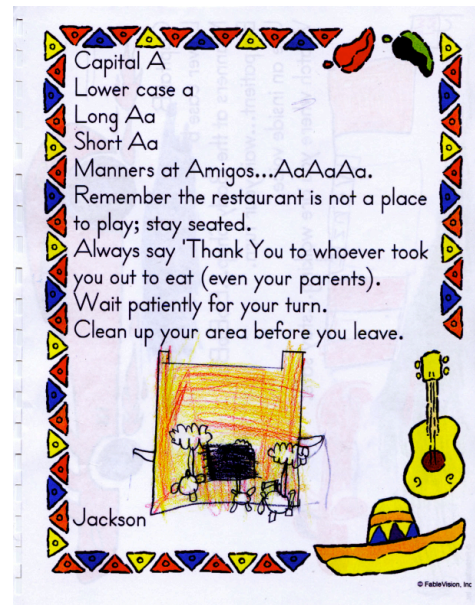 Capital A
Lower case a
Long Aa
Short Aa
Manners at Amigos...AaAaAa.
Remember the restaurant is not a place
to play; stay seated.
Always say 'Thank You to whoever took
you out to eat (even your parents).
Wait patiently for your turn.
Clean up your area before you leave.
Jackson
© FableVision, Inc